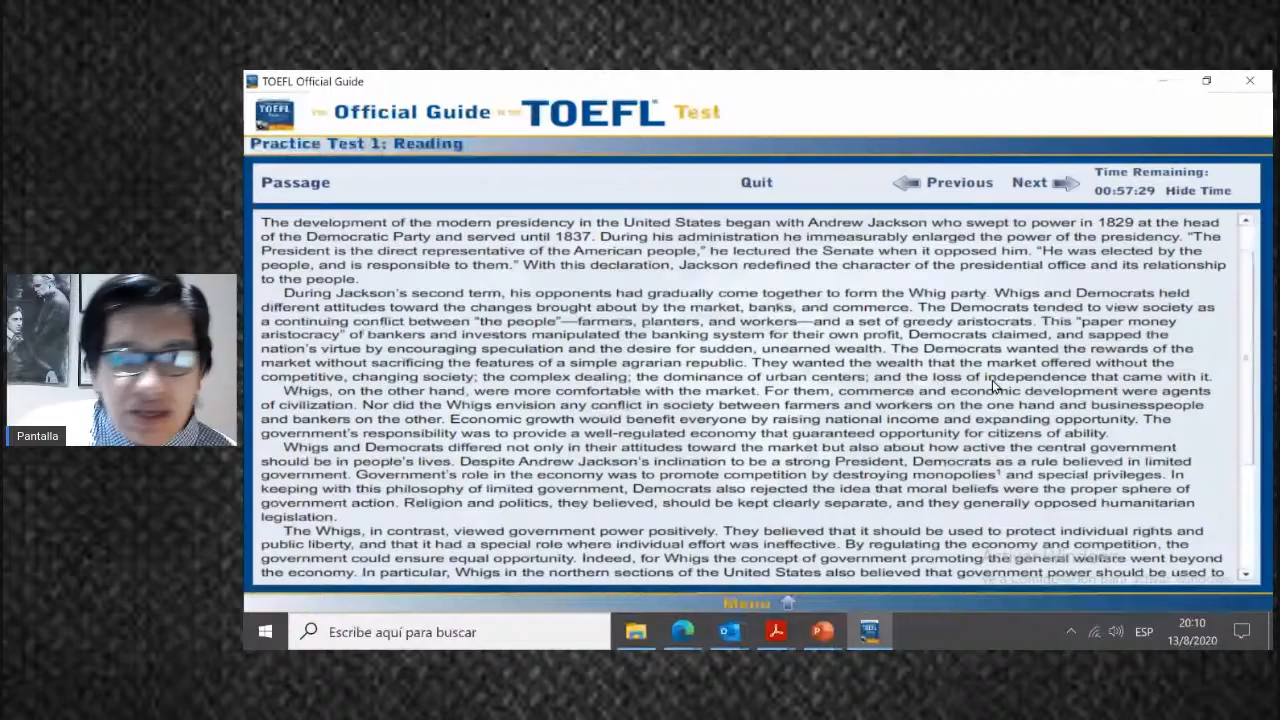 TOEFL Official Guide
Official Guide TOEFL Test
Practice Test 1: Reading
Passage
Quit
Previous
Next
Time Remaining:
00:57:29 Hide Time
The development of the modern presidency in the United States began with Andrew Jackson who swept to power in 1829 at the head
of the Democratic Party and served until 1837. During his administration he immeasurably enlarged the power of the presidency. “The
President is the direct representative of the American people,” he lectured the Senate when it opposed him. “He was elected by the
people, and is responsible to them.” With this declaration, Jackson redefined the character of the presidential office and its relationship
to the people.
During Jackson's second term, his opponents had gradually come together to form the Whig party. Whigs and Democrats held
different attitudes toward the changes brought about by the market, banks, and commerce. The Democrats tended to view society as
a continuing conflict between “the people”—farmers, planters, and workers—and a set of greedy aristocrats. This “paper money
aristocracy” of bankers and investors manipulated the banking system for their own profit, Democrats claimed, and sapped the
nation's virtue by encouraging speculation and the desire for sudden, unearned wealth. The Democrats wanted the rewards of the
market without sacrificing the features of a simple agrarian republic. They wanted the wealth that the market offered without the
competitive, changing society; the complex dealing; the dominance of urban centers; and the loss of independence that came with it.
Whigs, on the other hand, were more comfortable with the market. For them, commerce and economic development were agents
of civilization. Nor did the Whigs envision any conflict in society between farmers and workers on the one hand and businesspeople
and bankers on the other. Economic growth would benefit everyone by raising national income and expanding opportunity. The
government's responsibility was to provide a well-regulated economy that guaranteed opportunity for citizens of ability.
Whigs and Democrats differed not only in their attitudes toward the market but also about how active the central government
should be in people's lives. Despite Andrew Jackson's inclination to be a strong President, Democrats as a rule believed in limited
government. Government's role in the economy was to promote competition by destroying monopolies¹ and special privileges. In
keeping with this philosophy of limited government, Democrats also rejected the idea that moral beliefs were the proper sphere of
government action. Religion and politics, they believed, should be kept clearly separate, and they generally opposed humanitarian
legislation.
The Whigs, in contrast, viewed government power positively. They believed that it should be used to protect individual rights and
public liberty, and that it had a special role where individual effort was ineffective. By regulating the economy and competition, the
government could ensure equal opportunity. Indeed, for Whigs the concept of government promoting the general welfare went beyond
the economy. In particular, Whigs in the northern sections of the United States also believed that government power should be used to
Menu
Pantalla
Escribe aquí para buscar
ESP
20:10
13/8/2020